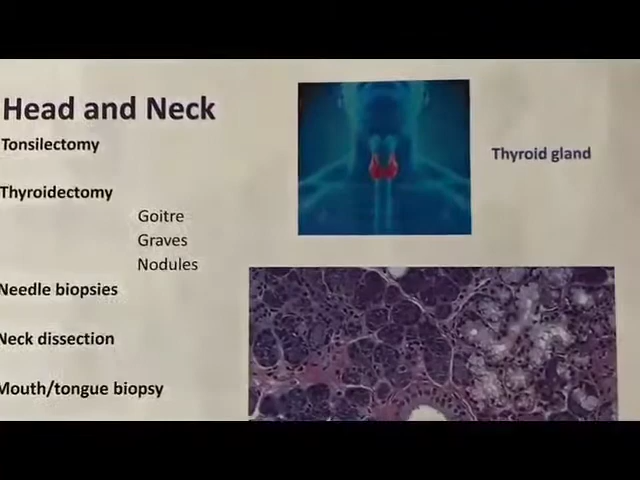 Head and Neck
Tonsilectomy
Thyroidectomy
Goitre
Graves
Nodules
Needle biopsies
Neck dissection
Mouth/tongue biopsy
Thyroid gland